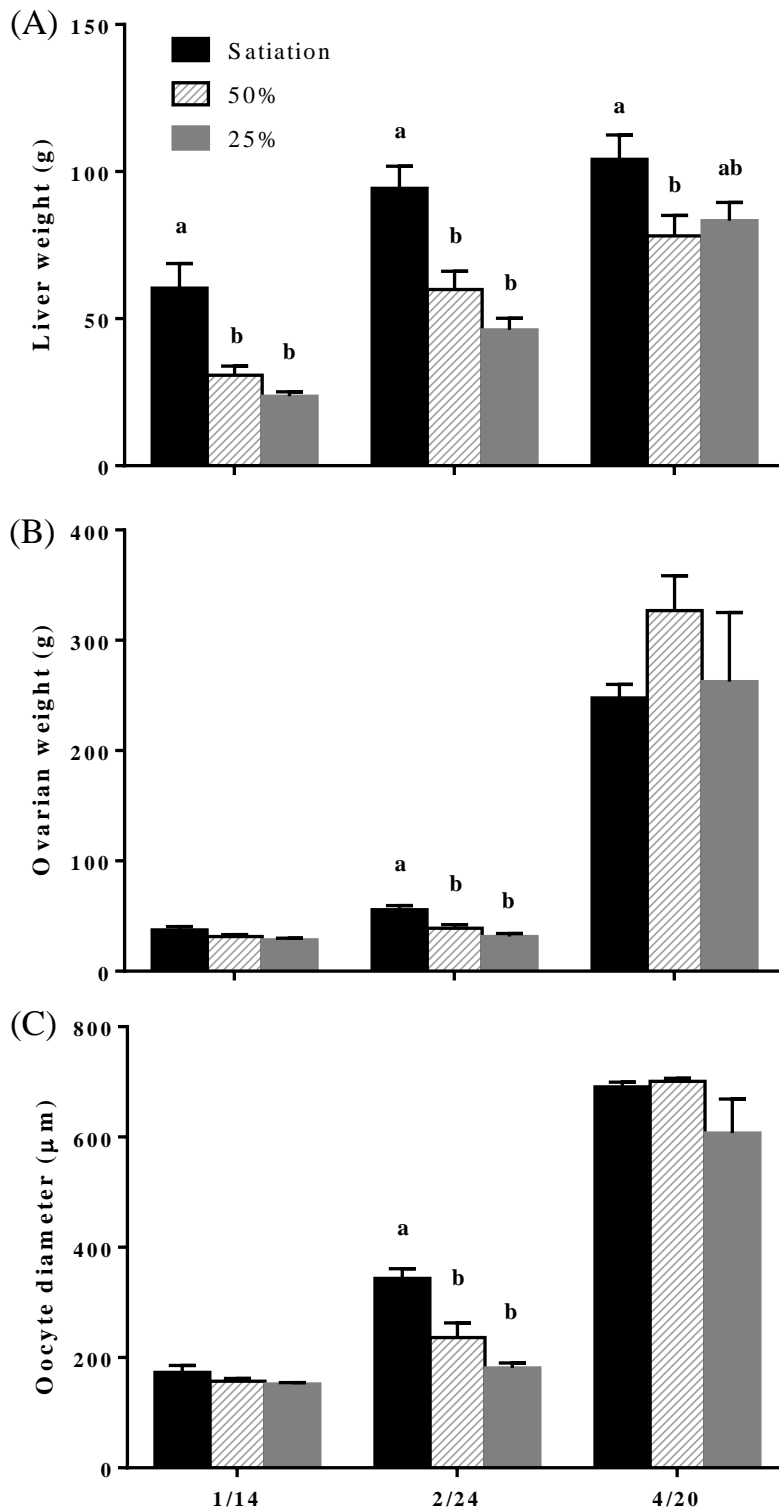 (A)
150
100
50
0
Liver weight (g)
Satiation
50%
25%
a
b
b
a
b
b
a
b
ab
(B)
400
300
200
100
0
Ovarian weight (g)
a
b
b
(C)
800
600
400
200
0
Oocyte diameter (μm)
a
b
b
1/14
2/24
4/20